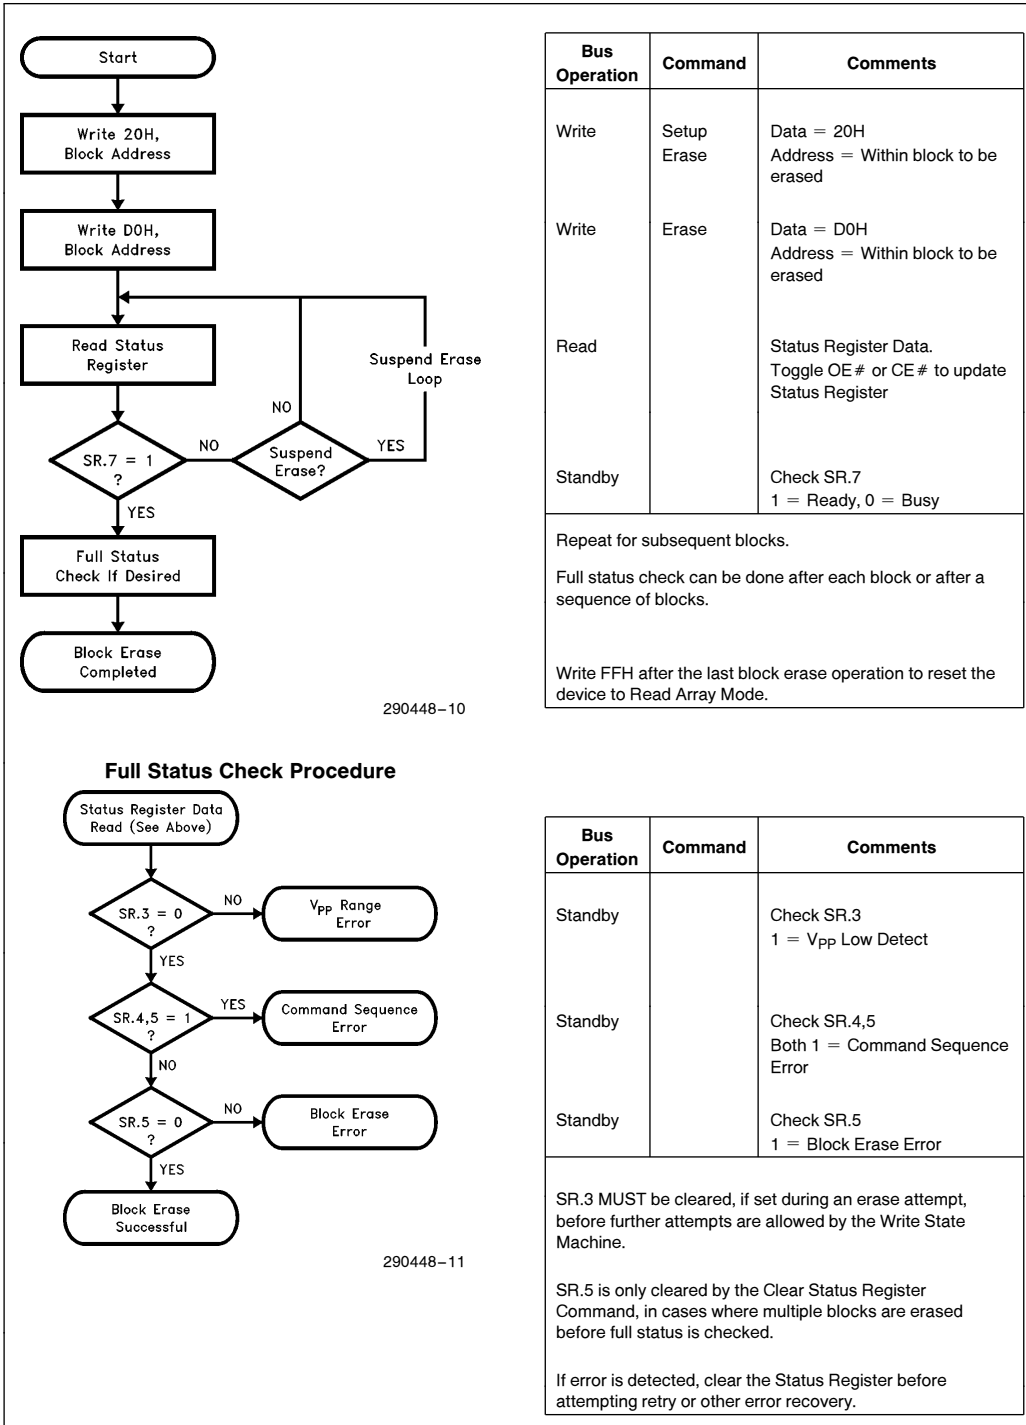 Start
Write 20H,
Block Address
Write D0H,
Block Address
Read Status
Register
Suspend Erase
Loop
NO
SR.7 = 1
?
NO
Suspend
Erase?
YES
YES
Full Status
Check If Desired
Block Erase
Completed
290448–10
Bus
Operation
Command
Comments
Write
Setup
Erase
Data = 20H
Address = Within block to be
erased
Write
Erase
Data = D0H
Address = Within block to be
erased
Read
Status Register Data.
Toggle OE# or CE# to update
Status Register
Standby
Check SR.7
1 = Ready, 0 = Busy
Repeat for subsequent blocks.
Full status check can be done after each block or after a
sequence of blocks.
Write FFH after the last block erase operation to reset the
device to Read Array Mode.
Full Status Check Procedure
Status Register Data
Read (See Above)
SR.3 = 0
?
NO
VPP Range
Error
YES
SR.4,5 = 1
?
YES
Command Sequence
Error
NO
SR.5 = 0
?
NO
Block Erase
Error
YES
Block Erase
Successful
290448–11
Bus
Operation
Command
Comments
Standby
Check SR.3
1 = VPP Low Detect
Standby
Check SR.4,5
Both 1 = Command Sequence
Error
Standby
Check SR.5
1 = Block Erase Error
SR.3 MUST be cleared, if set during an erase attempt,
before further attempts are allowed by the Write State
Machine.
SR.5 is only cleared by the Clear Status Register
Command, in cases where multiple blocks are erased
before full status is checked.
If error is detected, clear the Status Register before
attempting retry or other error recovery.